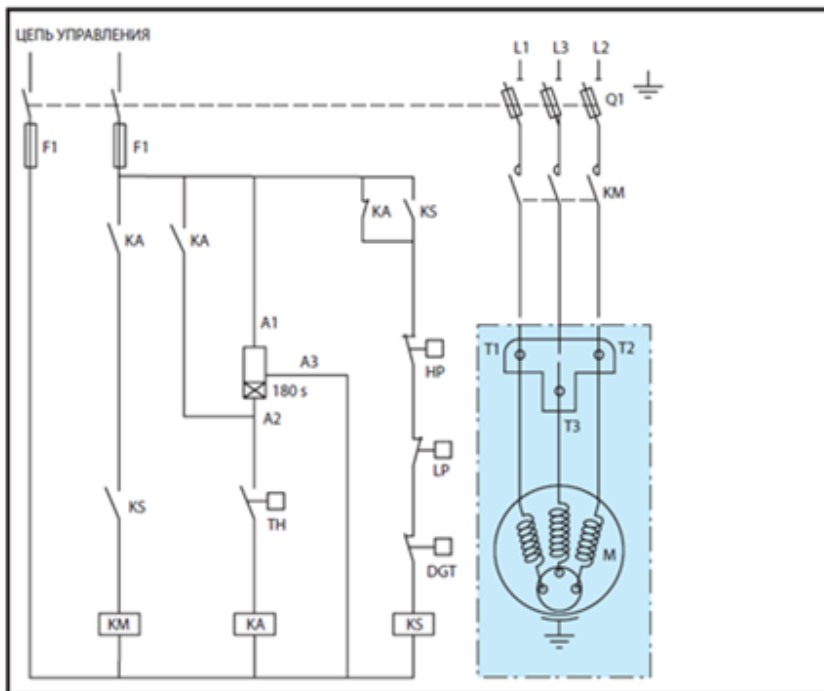 ЦЕПЬ УПРАВЛЕНИЯ
L1 L3 L2
Q1
F1 F1
KM
KA KA KA KS
A1
A3
T1 T2
HP
180 s
A2
T3
LP
KS
TH
M
DGT
KM KA KS